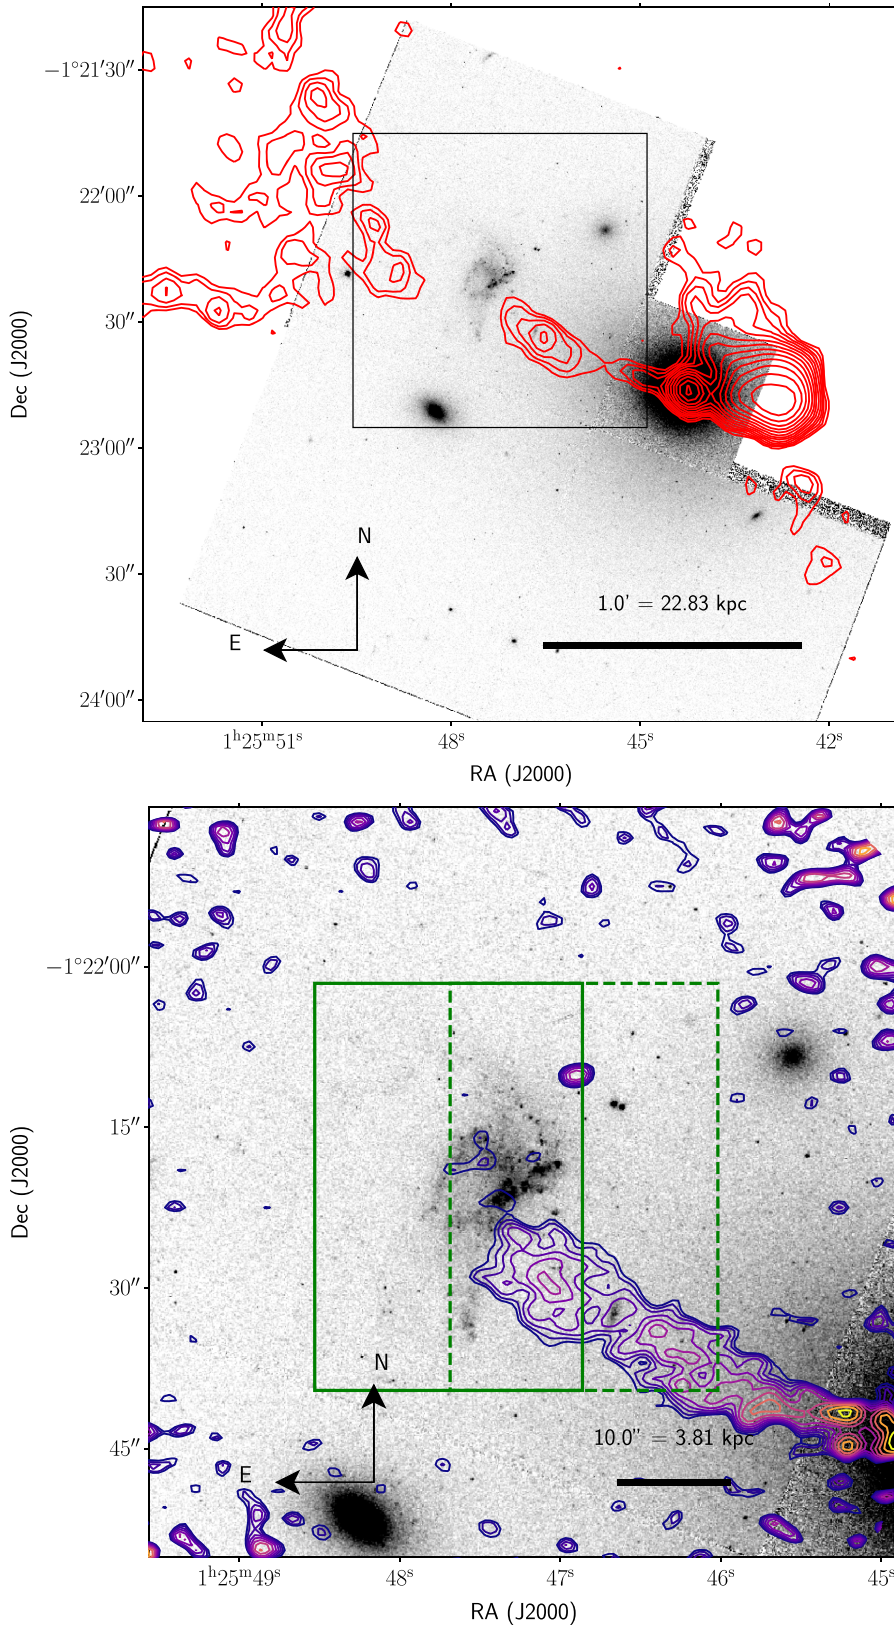 −1°21′30″
22′00″
30″
23′00″
30″
24′00″
Dec (J2000)
N
E
1.0' = 22.83 kpc
1ʰ25ᵐ51ˢ
48ˢ
45ˢ
42ˢ
RA (J2000)
−1°22′00″
15″
30″
45″
Dec (J2000)
N
E
10.0" = 3.81 kpc
1ʰ25ᵐ49ˢ
48ˢ
47ˢ
46ˢ
45ˢ
RA (J2000)